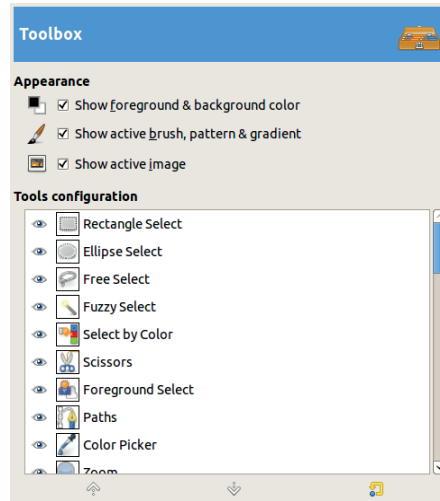 Toolbox
Appearance
Show foreground & background color
Show active brush, pattern & gradient
Show active image
Tools configuration
Rectangle Select
Ellipse Select
Free Select
Fuzzy Select
Select by Color
Scissors
Foreground Select
Paths
Color Picker
Zoom